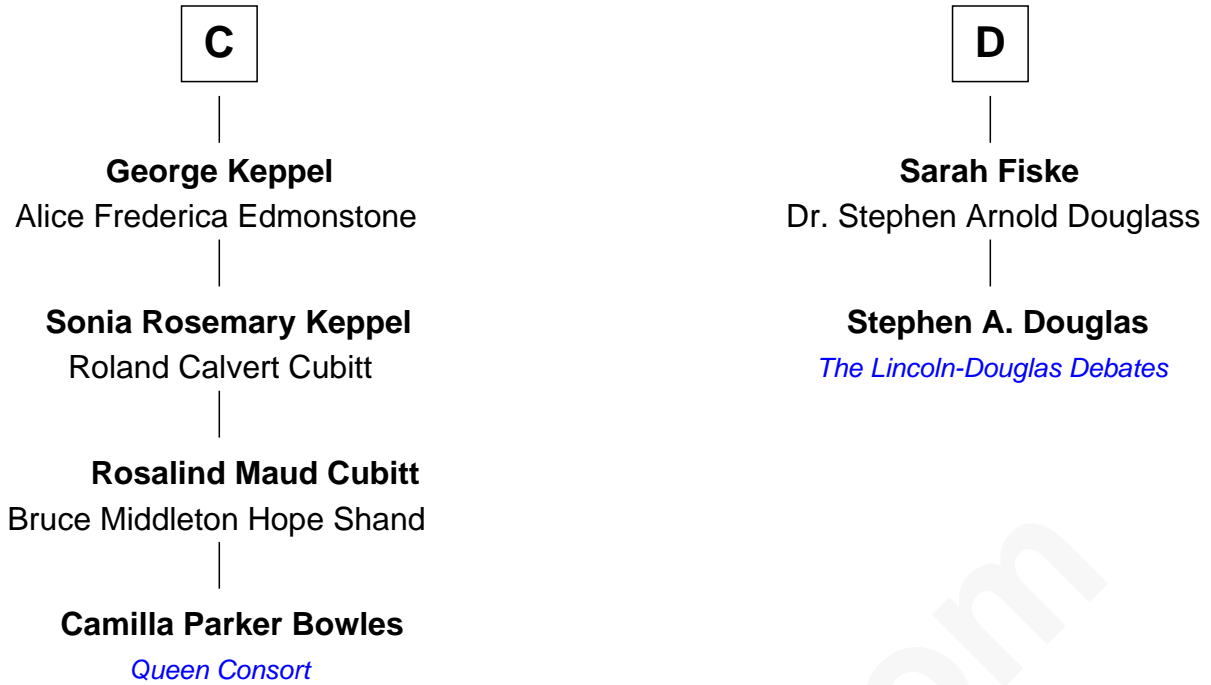 C
George Keppel
Alice Frederica Edmonstone
Sonia Rosemary Keppel
Roland Calvert Cubitt
Rosalind Maud Cubitt
Bruce Middleton Hope Shand
Camilla Parker Bowles
Queen Consort
D
Sarah Fiske
Dr. Stephen Arnold Douglass
Stephen A. Douglas
The Lincoln-Douglas Debates
om